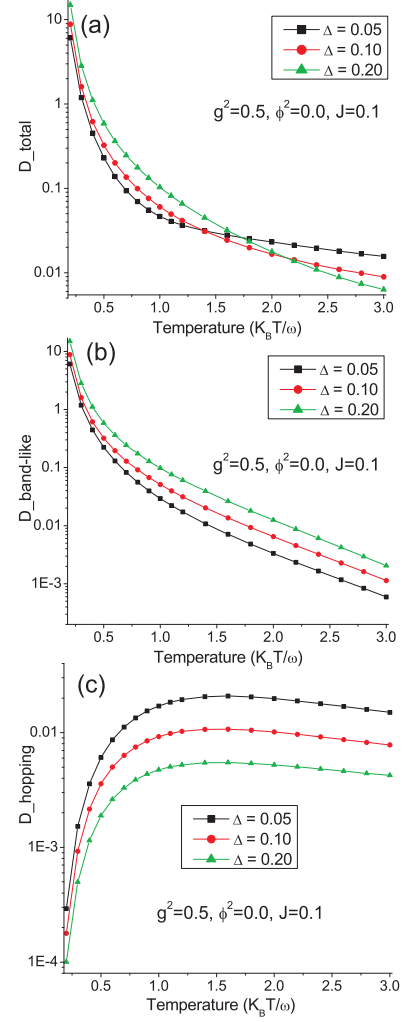 (a)
Δ = 0.05
Δ = 0.10
Δ = 0.20
g²=0.5, ϕ²=0.0, J=0.1
D_total
10
1
0.1
0.01
0.5 1.0 1.5 2.0 2.5 3.0
Temperature (K_BT/ω)
(b)
Δ = 0.05
Δ = 0.10
Δ = 0.20
g²=0.5, ϕ²=0.0, J=0.1
D_band-like
10
1
0.1
0.01
1E-3
0.5 1.0 1.5 2.0 2.5 3.0
Temperature (K_BT/ω)
(c)
D_hopping
0.01
1E-3
1E-4
Δ = 0.05
Δ = 0.10
Δ = 0.20
g²=0.5, ϕ²=0.0, J=0.1
0.5 1.0 1.5 2.0 2.5 3.0
Temperature (K_BT/ω)